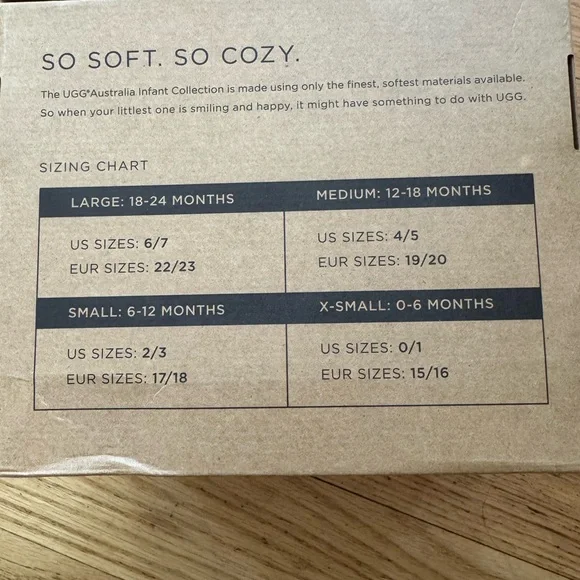 SO SOFT. SO COZY.
The UGG®Australia Infant Collection is made using only the finest, softest materials available.
So when your littlest one is smiling and happy, it might have something to do with UGG.
SIZING CHART
LARGE: 18-24 MONTHS
US SIZES: 6/7
EUR SIZES: 22/23
MEDIUM: 12-18 MONTHS
US SIZES: 4/5
EUR SIZES: 19/20
SMALL: 6-12 MONTHS
US SIZES: 2/3
EUR SIZES: 17/18
X-SMALL: 0-6 MONTHS
US SIZES: 0/1
EUR SIZES: 15/16